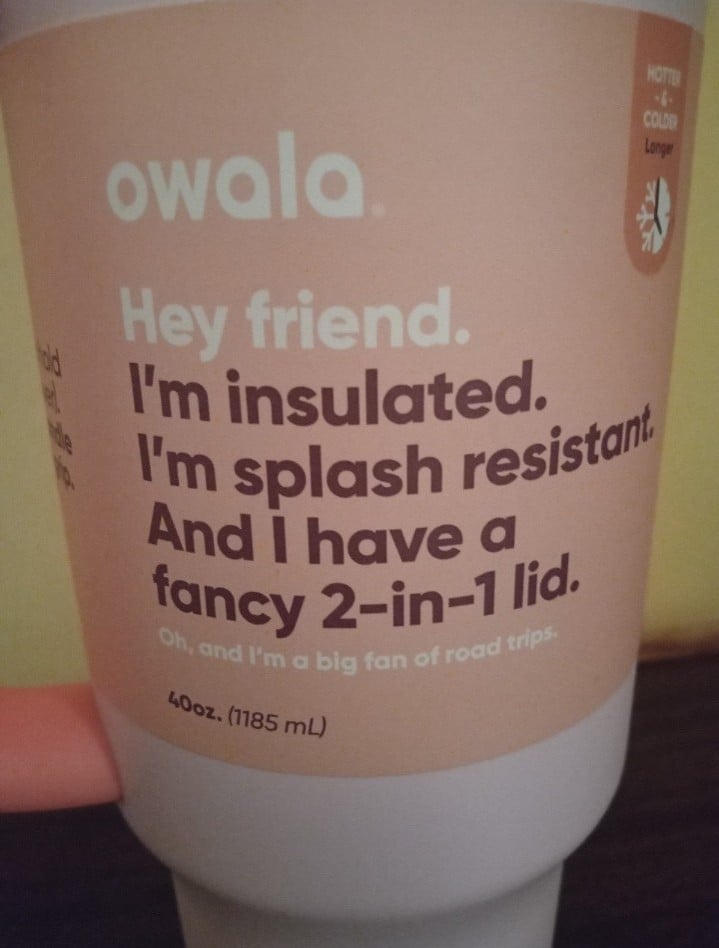 owala
Hey friend.
I'm insulated.
I'm splash resistant.
And I have a
fancy 2-in-1 lid.
Oh, and I'm a big fan of road trips.
40oz. (1185 mL)
HOTTER
-&-
COLDER
Longer